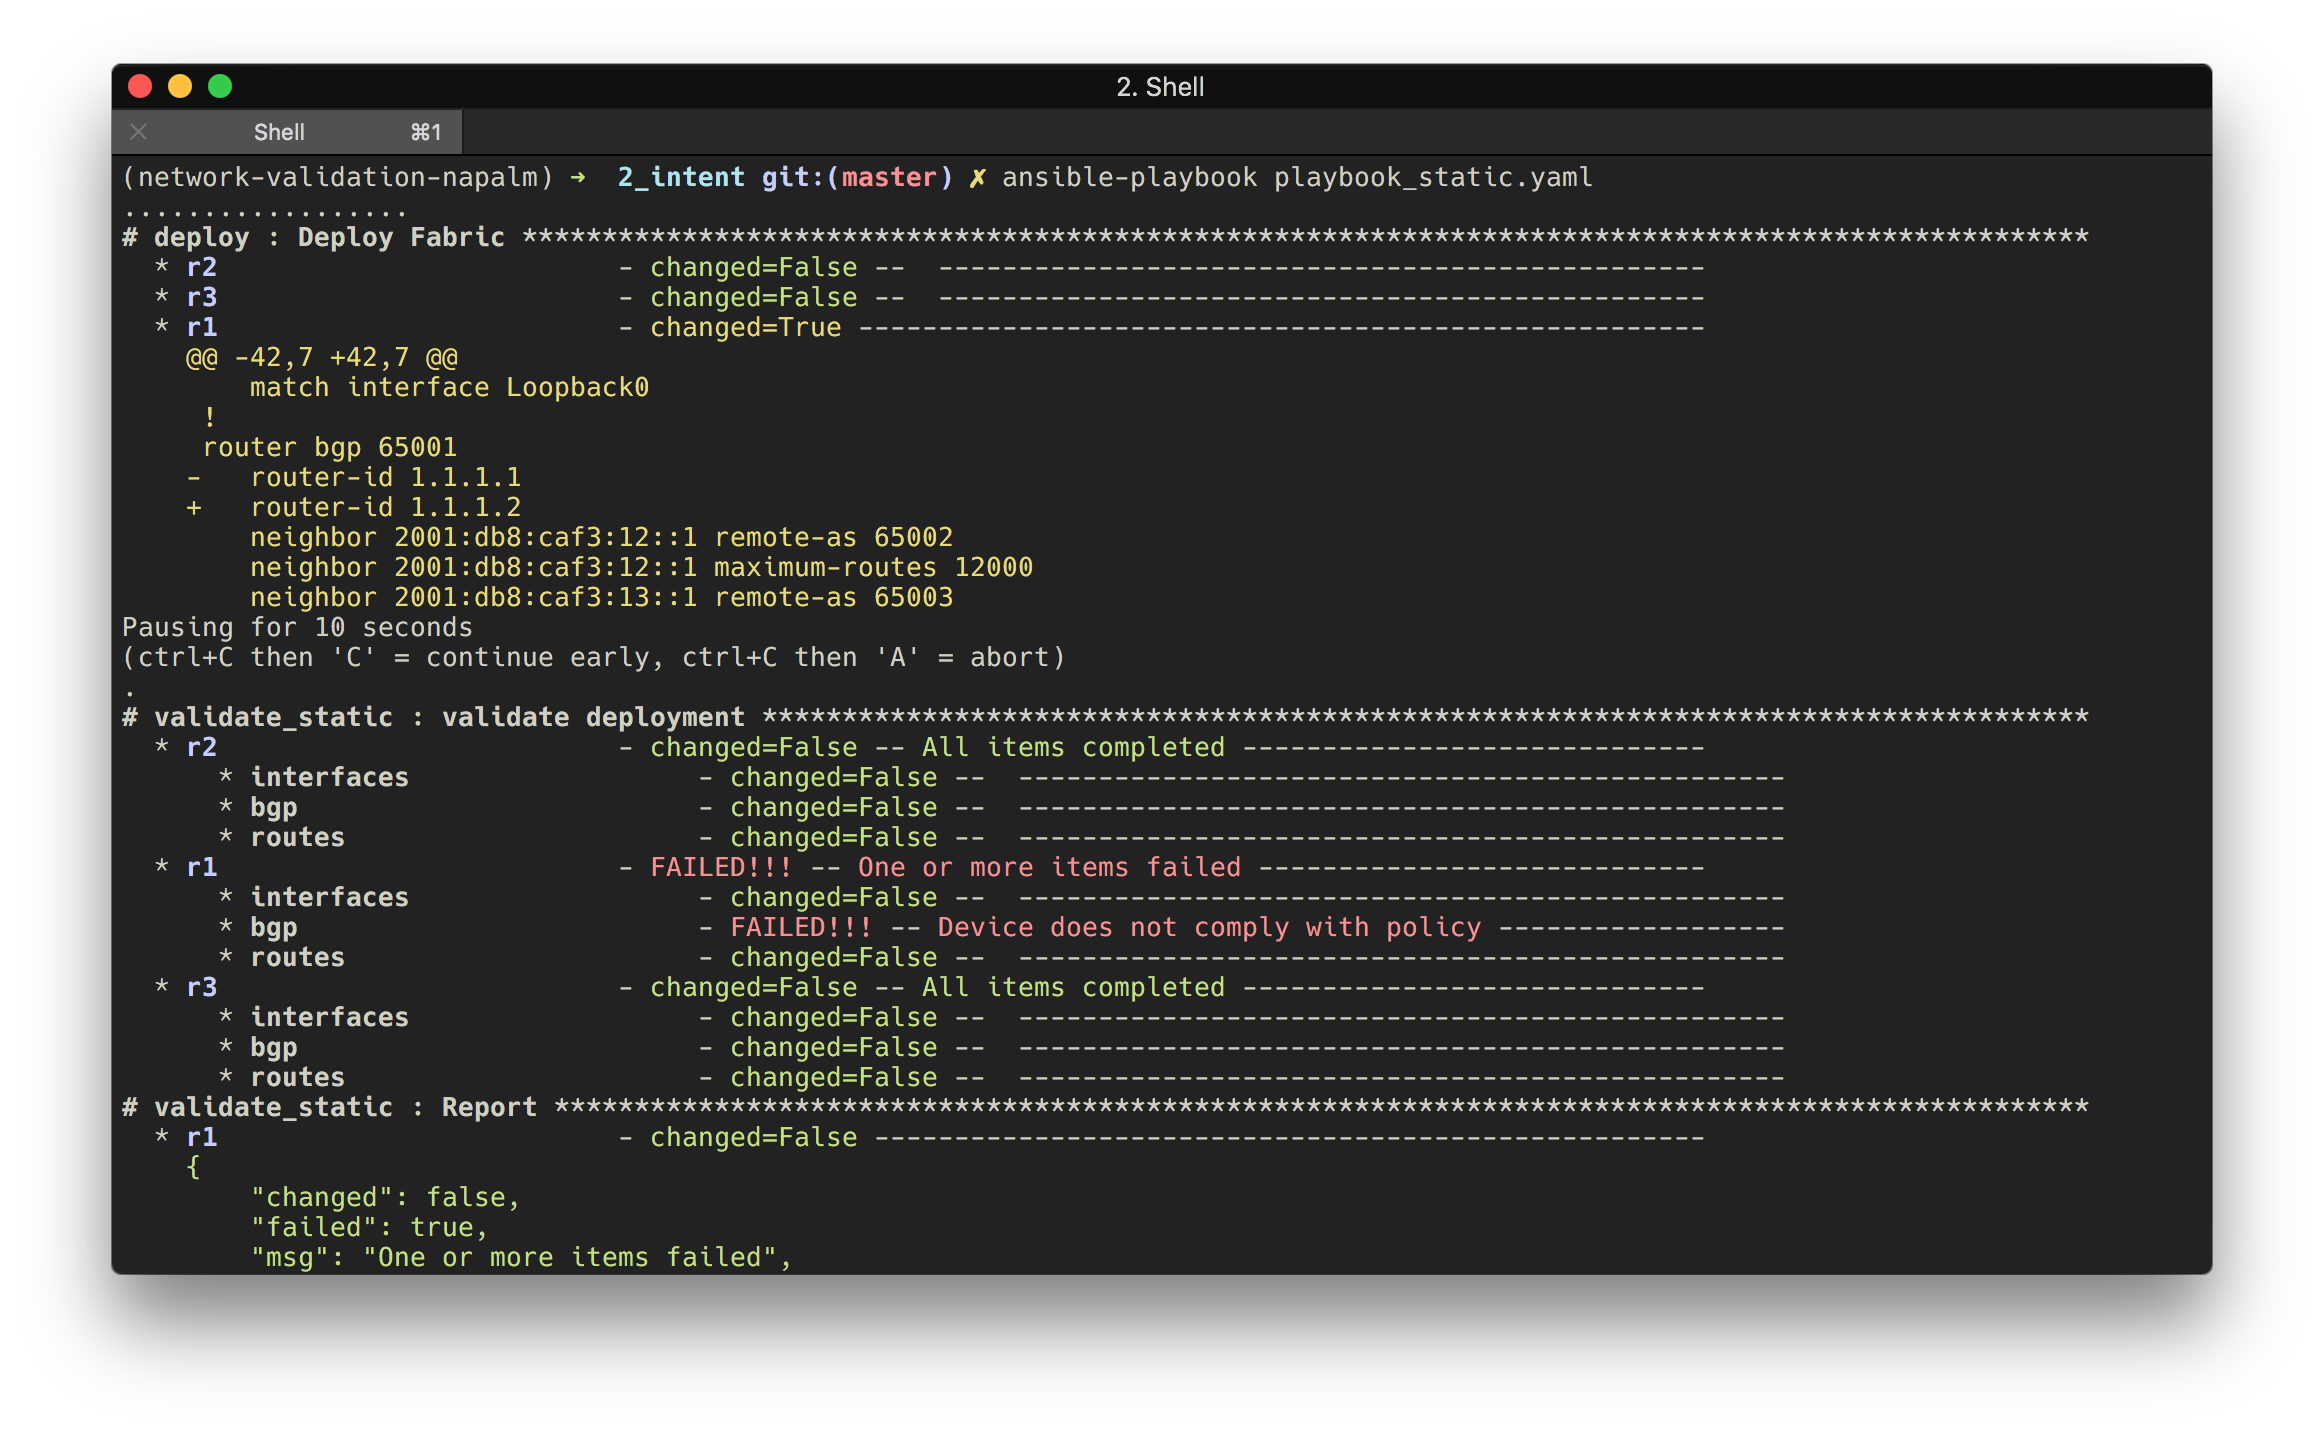 2. Shell
Shell ⌘1
(network-validation-napalm) ➜  2_intent git:(master) ✗ ansible-playbook playbook_static.yaml
..................
# deploy : Deploy Fabric **************************************************************************************************
  * r2                         - changed=False --  ------------------------------------------------
  * r3                         - changed=False --  ------------------------------------------------
  * r1                         - changed=True -----------------------------------------------------
    @@ -42,7 +42,7 @@
        match interface Loopback0
     !
     router bgp 65001
    -   router-id 1.1.1.1
    +   router-id 1.1.1.2
        neighbor 2001:db8:caf3:12::1 remote-as 65002
        neighbor 2001:db8:caf3:12::1 maximum-routes 12000
        neighbor 2001:db8:caf3:13::1 remote-as 65003
Pausing for 10 seconds
(ctrl+C then 'C' = continue early, ctrl+C then 'A' = abort)
.
# validate_static : validate deployment ***********************************************************************************
  * r2                         - changed=False -- All items completed -----------------------------
      * interfaces                  - changed=False --  ------------------------------------------------
      * bgp                         - changed=False --  ------------------------------------------------
      * routes                      - changed=False --  ------------------------------------------------
  * r1                         - FAILED!!! -- One or more items failed ----------------------------
      * interfaces                  - changed=False --  ------------------------------------------------
      * bgp                         - FAILED!!! -- Device does not comply with policy ------------------
      * routes                      - changed=False --  ------------------------------------------------
  * r3                         - changed=False -- All items completed -----------------------------
      * interfaces                  - changed=False --  ------------------------------------------------
      * bgp                         - changed=False --  ------------------------------------------------
      * routes                      - changed=False --  ------------------------------------------------
# validate_static : Report ************************************************************************************************
  * r1                         - changed=False ----------------------------------------------------
    {
        "changed": false,
        "failed": true,
        "msg": "One or more items failed",